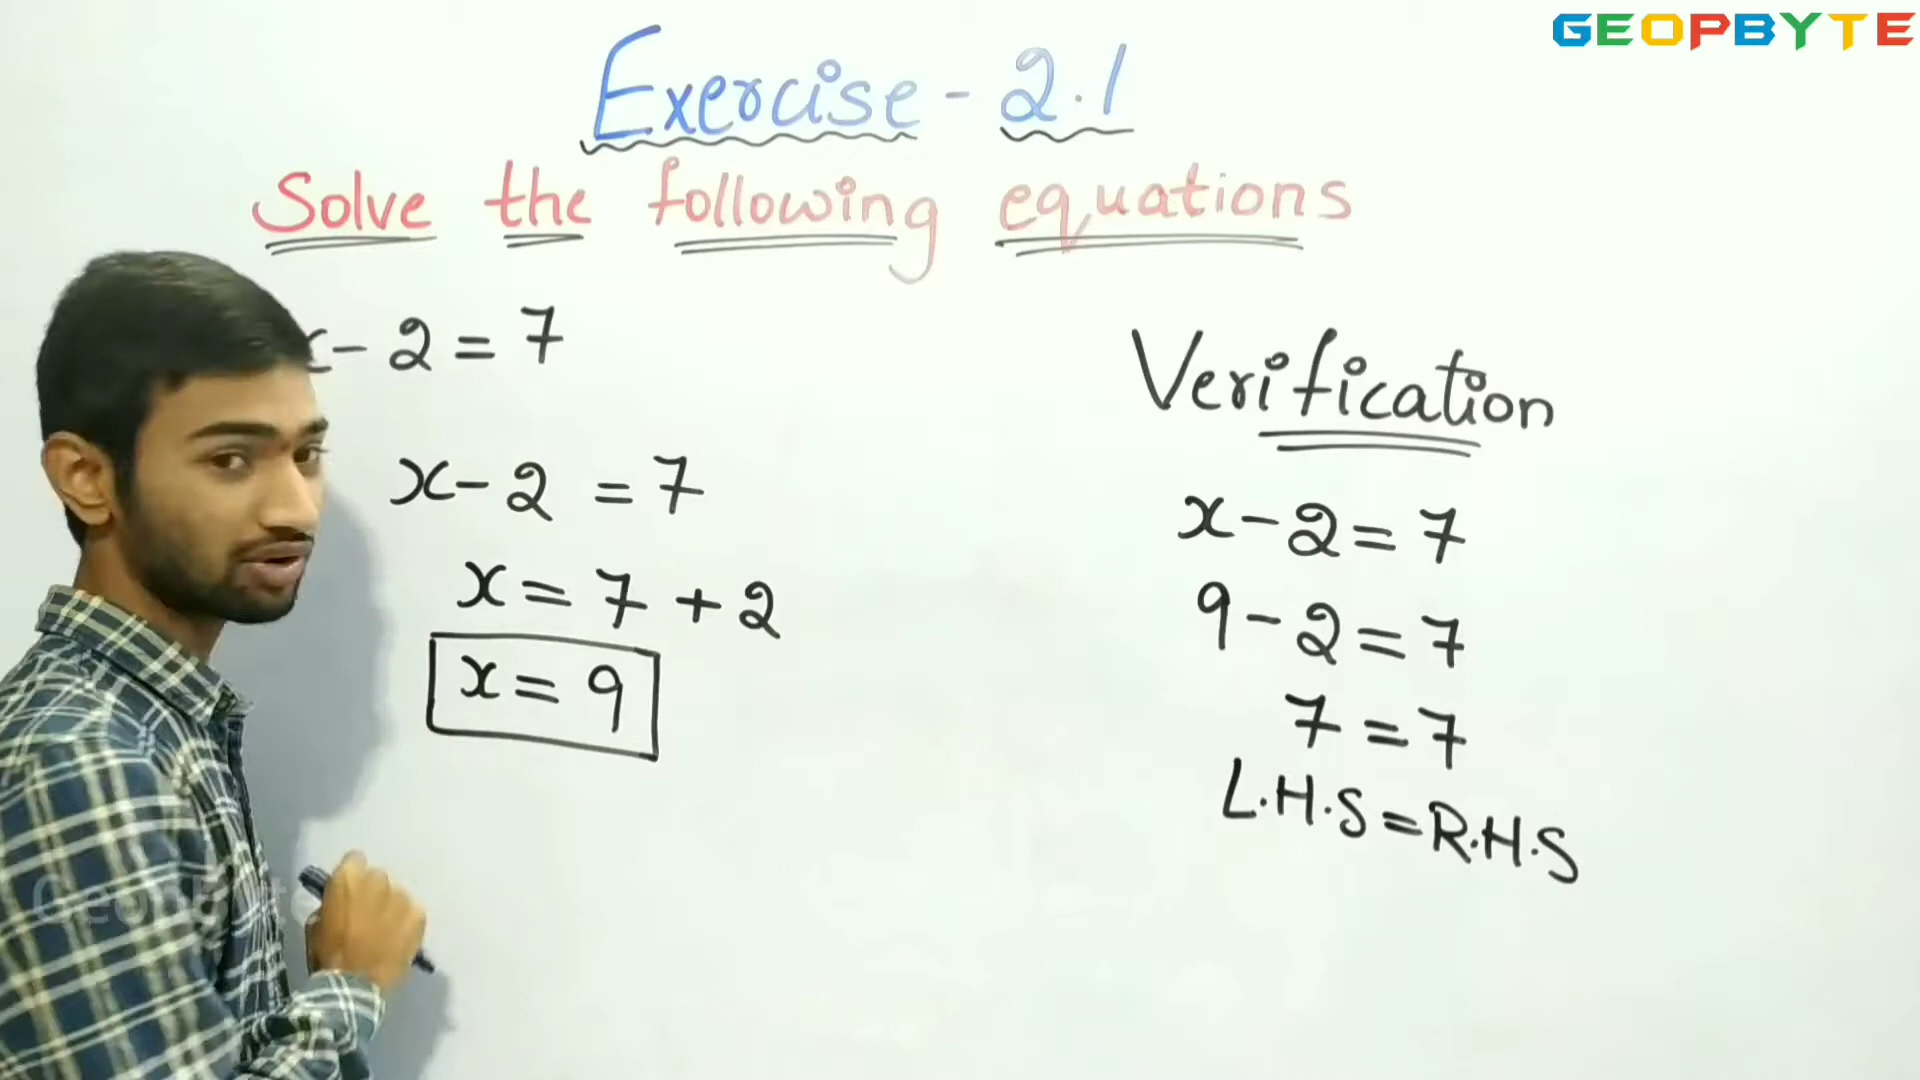 GEOPBYTE
Exercise - 2.1
Solve the following equations
x - 2 = 7
x - 2 = 7
x = 7 + 2
x = 9
Verification
x - 2 = 7
9 - 2 = 7
7 = 7
L.H.S = R.H.S
Geopbyte